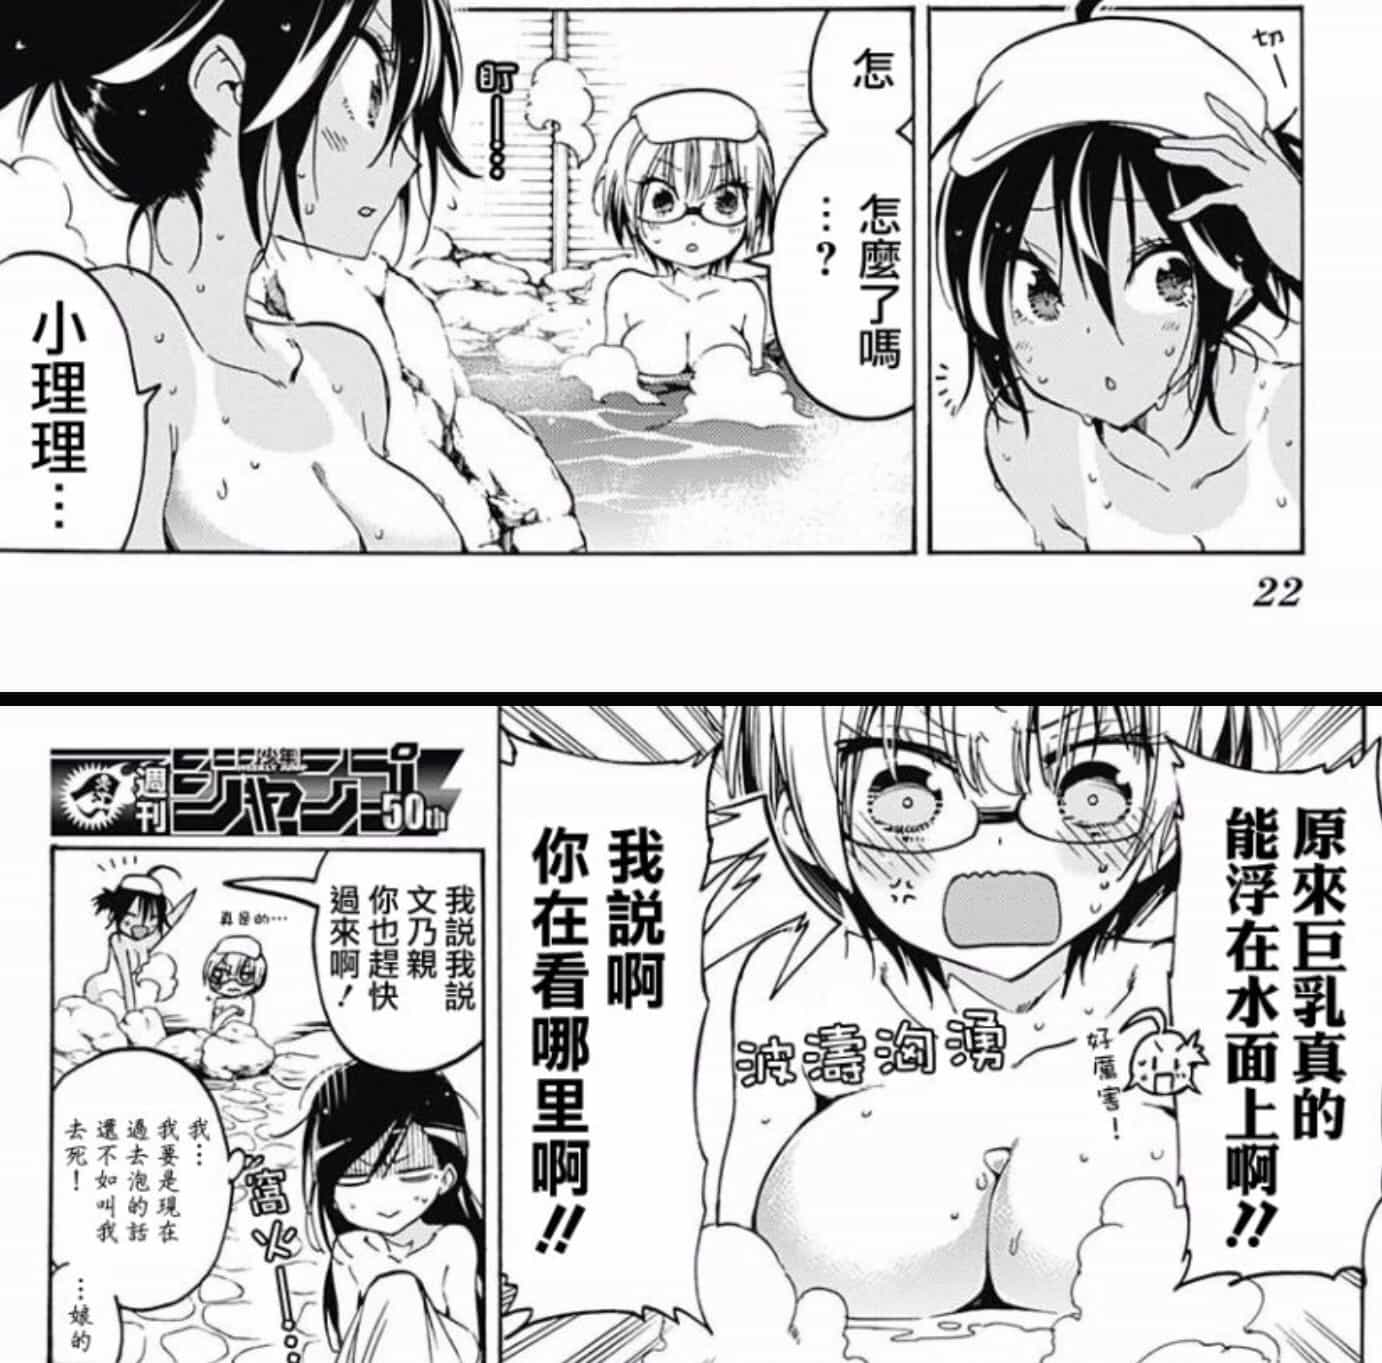 切
怎
怎麼了嗎
…?
盯——…
小理理…
22
原來巨乳真的
能浮在水面上啊!!
好厲害!
波濤洶湧
我說啊
你在看哪里啊!!
週刊
少年
ジャンプ
50th
我説我説
文乃親
你也趕快
過來啊!
真是的…
我…
我要是現在
過去泡的話
還不如叫我
去死!
窩火——…
…娘的